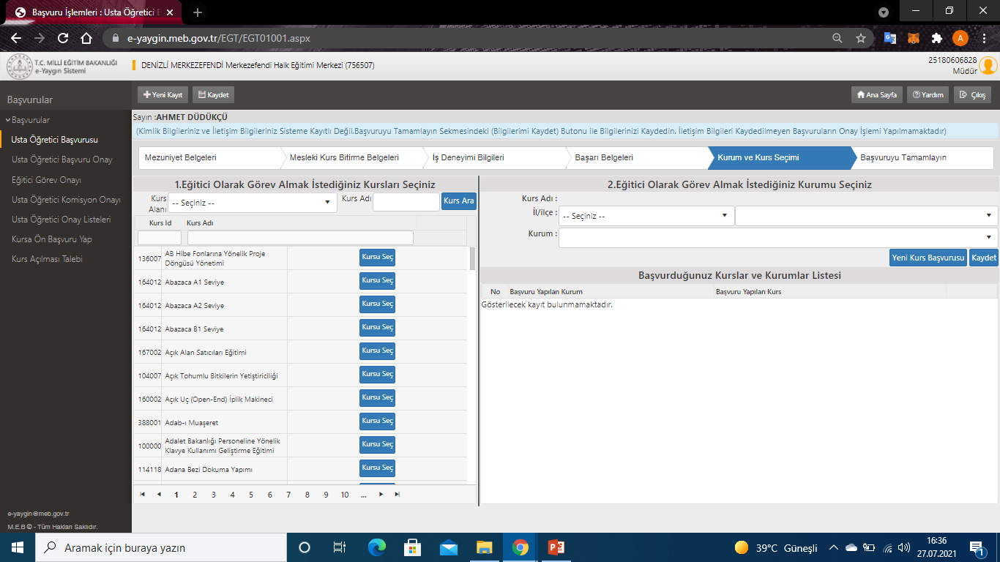 Başvuru İşlemleri : Usta Öğretici B
e-yaygin.meb.gov.tr/EGT/EGT01001.aspx
A
T.C. MİLLİ EĞİTİM BAKANLIĞI
e-Yaygın Sistemi
DENİZLİ MERKEZEFENDİ Merkezefendi Halk Eğitimi Merkezi (756507)
25180606828
Müdür
Başvurular
Yeni Kayıt
Kaydet
Ana Sayfa
Yardım
Çıkış
Başvurular
Usta Öğretici Başvurusu
Usta Öğretici Başvuru Onay
Eğitici Görev Onayı
Usta Öğretici Komisyon Onayı
Usta Öğretici Onay Listeleri
Kursa Ön Başvuru Yap
Kurs Açılması Talebi
Sayın :AHMET DÜDÜKÇÜ
(Kimlik Bilgileriniz ve İletişim Bilgileriniz Sisteme Kayıtlı Değil.Başvuruyu Tamamlayın Sekmesindeki (Bilgilerimi Kaydet) Butonu ile Bilgilerinizi Kaydedin. İletişim Bilgileri Kaydedilmeyen Başvuruların Onay İşlemi Yapılmamaktadır)
Mezuniyet Belgeleri
Mesleki Kurs Bitirme Belgeleri
İş Deneyimi Bilgileri
Başarı Belgeleri
Kurum ve Kurs Seçimi
Başvuruyu Tamamlayın
1.Eğitici Olarak Görev Almak İstediğiniz Kursları Seçiniz
Kurs Alanı
-- Seçiniz --
Kurs Adı
Kurs Ara
Kurs Id
Kurs Adı
136007 AB Hibe Fonlarına Yönelik Proje Döngüsü Yönetimi Kursu Seç
164012 Abazaca A1 Seviye Kursu Seç
164012 Abazaca A2 Seviye Kursu Seç
164012 Abazaca B1 Seviye Kursu Seç
167002 Açık Alan Satıcıları Eğitimi Kursu Seç
104007 Açık Tohumlu Bitkilerin Yetiştiriciliği Kursu Seç
160002 Açık Uç (Open-End) İplik Makineci Kursu Seç
388001 Adab-ı Muaşeret Kursu Seç
100000 Adalet Bakanlığı Personeline Yönelik Klavye Kullanımı Geliştirme Eğitimi Kursu Seç
114118 Adana Bezi Dokuma Yapımı Kursu Seç
1 2 3 4 5 6 7 8 9 10 ...
2.Eğitici Olarak Görev Almak İstediğiniz Kurumu Seçiniz
Kurs Adı :
İl/ilçe : -- Seçiniz --
Kurum :
Yeni Kurs Başvurusu
Kaydet
Başvurduğunuz Kurslar ve Kurumlar Listesi
No
Başvuru Yapılan Kurum
Başvuru Yapılan Kurs
Gösterilecek kayıt bulunmamaktadır.
e-yaygin@meb.gov.tr
M.E.B © - Tüm Hakları Saklıdır.
Aramak için buraya yazın
39°C Güneşli
16:36
27.07.2021
1